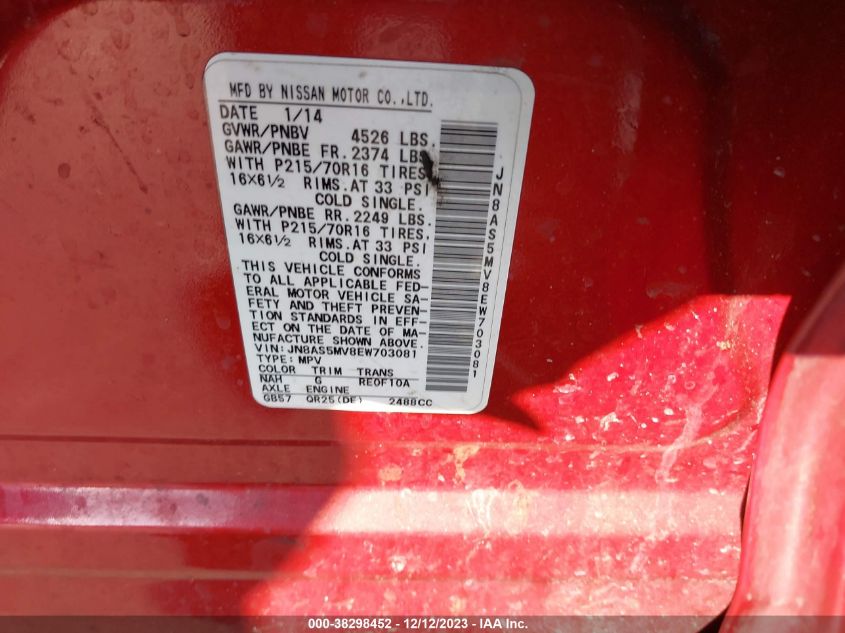 MFD BY NISSAN MOTOR CO.,LTD.
DATE 1/14
GVWR/PNBV 4526 LBS.
GAWR/PNBE FR. 2374 LBS
WITH P215/70R16 TIRES,
16X6½ RIMS.AT 33 PSI
COLD SINGLE.
GAWR/PNBE RR. 2249 LBS.
WITH P215/70R16 TIRES,
16X6½ RIMS.AT 33 PSI
COLD SINGLE.
THIS VEHICLE CONFORMS
TO ALL APPLICABLE FED-
ERAL MOTOR VEHICLE SA-
FETY AND THEFT PREVEN-
TION STANDARDS IN EFF-
ECT ON THE DATE OF MA-
NUFACTURE SHOWN ABOVE.
VIN: JN8AS5MV8EW703081
TYPE: MPV
COLOR TRIM TRANS
NAH G RE0F10A
AXLE ENGINE
GB57 QR25(DE) 2488CC
JN8AS5MV8EW703081
000-38298452 - 12/12/2023 - IAA Inc.